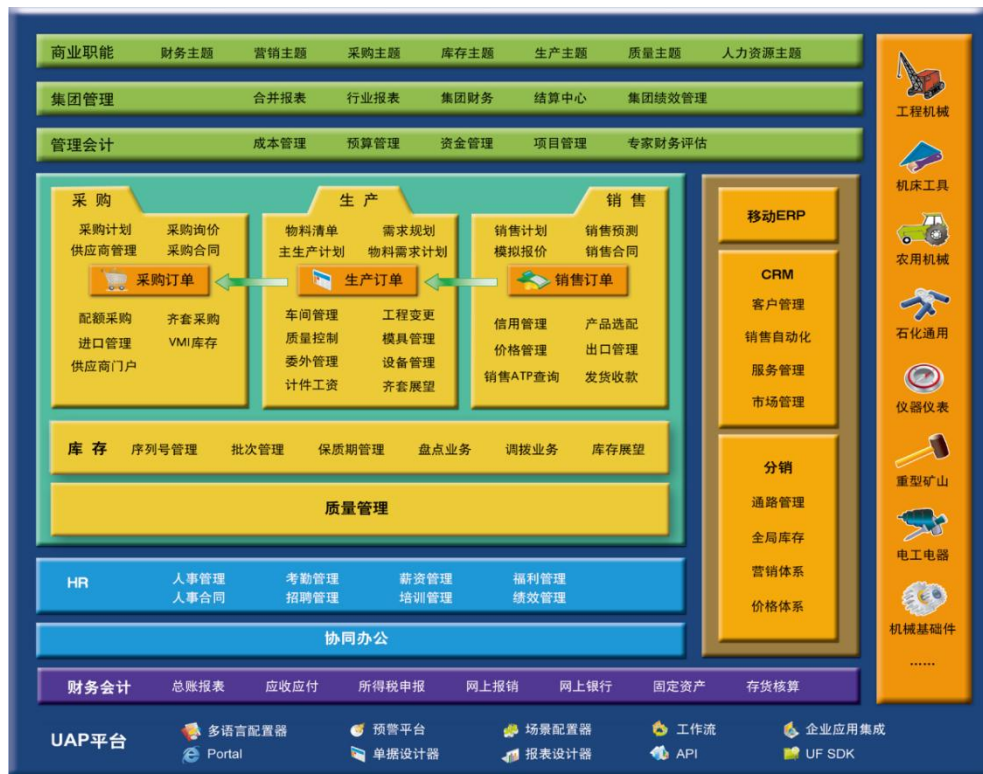 商业职能 财务主题 营销主题 采购主题 库存主题 生产主题 质量主题 人力资源主题
集团管理 合并报表 行业报表 集团财务 结算中心 集团绩效管理
管理会计 成本管理 预算管理 资金管理 项目管理 专家财务评估
采购
采购计划 采购询价
供应商管理 采购合同
采购订单
配额采购 齐套采购
进口管理 VMI库存
供应商门户
生产
物料清单 需求规划
主生产计划 物料需求计划
生产订单
车间管理 工程变更
质量控制 模具管理
委外管理 设备管理
计件工资 齐套展望
销售
销售计划 销售预测
模拟报价 销售合同
销售订单
信用管理 产品选配
价格管理 出口管理
销售ATP查询 发货收款
库存 序列号管理 批次管理 保质期管理 盘点业务 调拨业务 库存展望
质量管理
移动ERP
CRM
客户管理
销售自动化
服务管理
市场管理
分销
通路管理
全局库存
营销体系
价格体系
HR 人事管理 考勤管理 薪资管理 福利管理
人事合同 招聘管理 培训管理 绩效管理
协同办公
财务会计 总账报表 应收应付 所得税申报 网上报销 网上银行 固定资产 存货核算
UAP平台 多语言配置器 预警平台 场景配置器 工作流 企业应用集成
Portal 单据设计器 报表设计器 API UF SDK
工程机械
机床工具
农用机械
石化通用
仪器仪表
重型矿山
电工电器
机械基础件
……